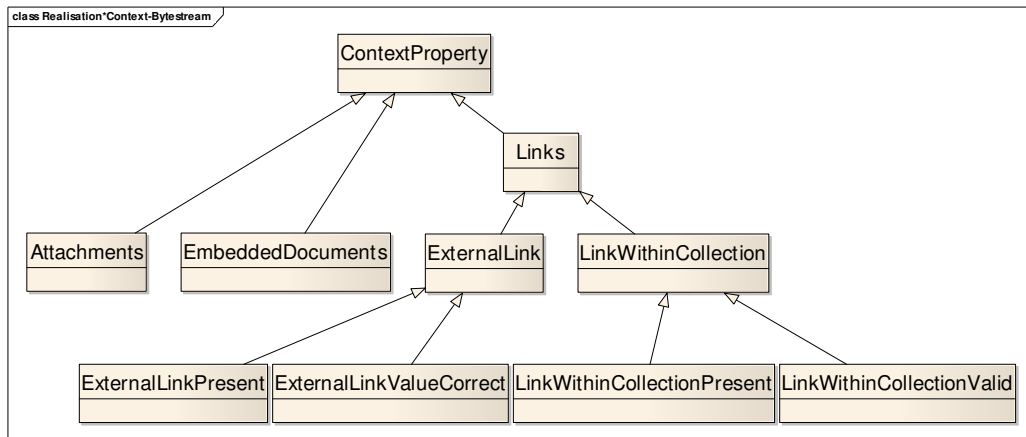 class Realisation*Context-Bytestream
ContextProperty
Links
Attachments
EmbeddedDocuments
ExternalLink
LinkWithinCollection
ExternalLinkPresent
ExternalLinkValueCorrect
LinkWithinCollectionPresent
LinkWithinCollectionValid